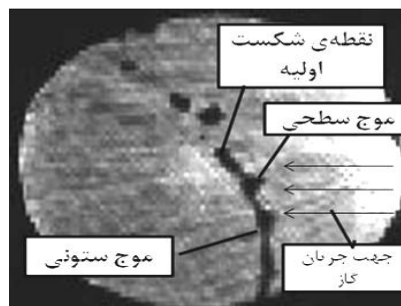 نقطه‌ی شکست
اولیه
موج سطحی
موج ستونی
جهت جریان
گاز